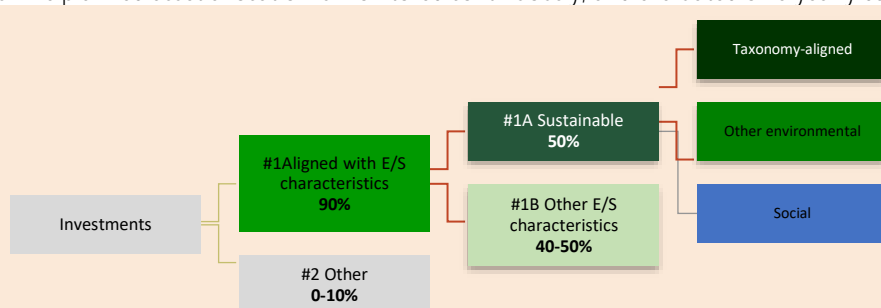 Investments
#1Aligned with E/S
characteristics
90%
#2 Other
0-10%
#1A Sustainable
50%
#1B Other E/S
characteristics
40-50%
Taxonomy-aligned
Other environmental
Social